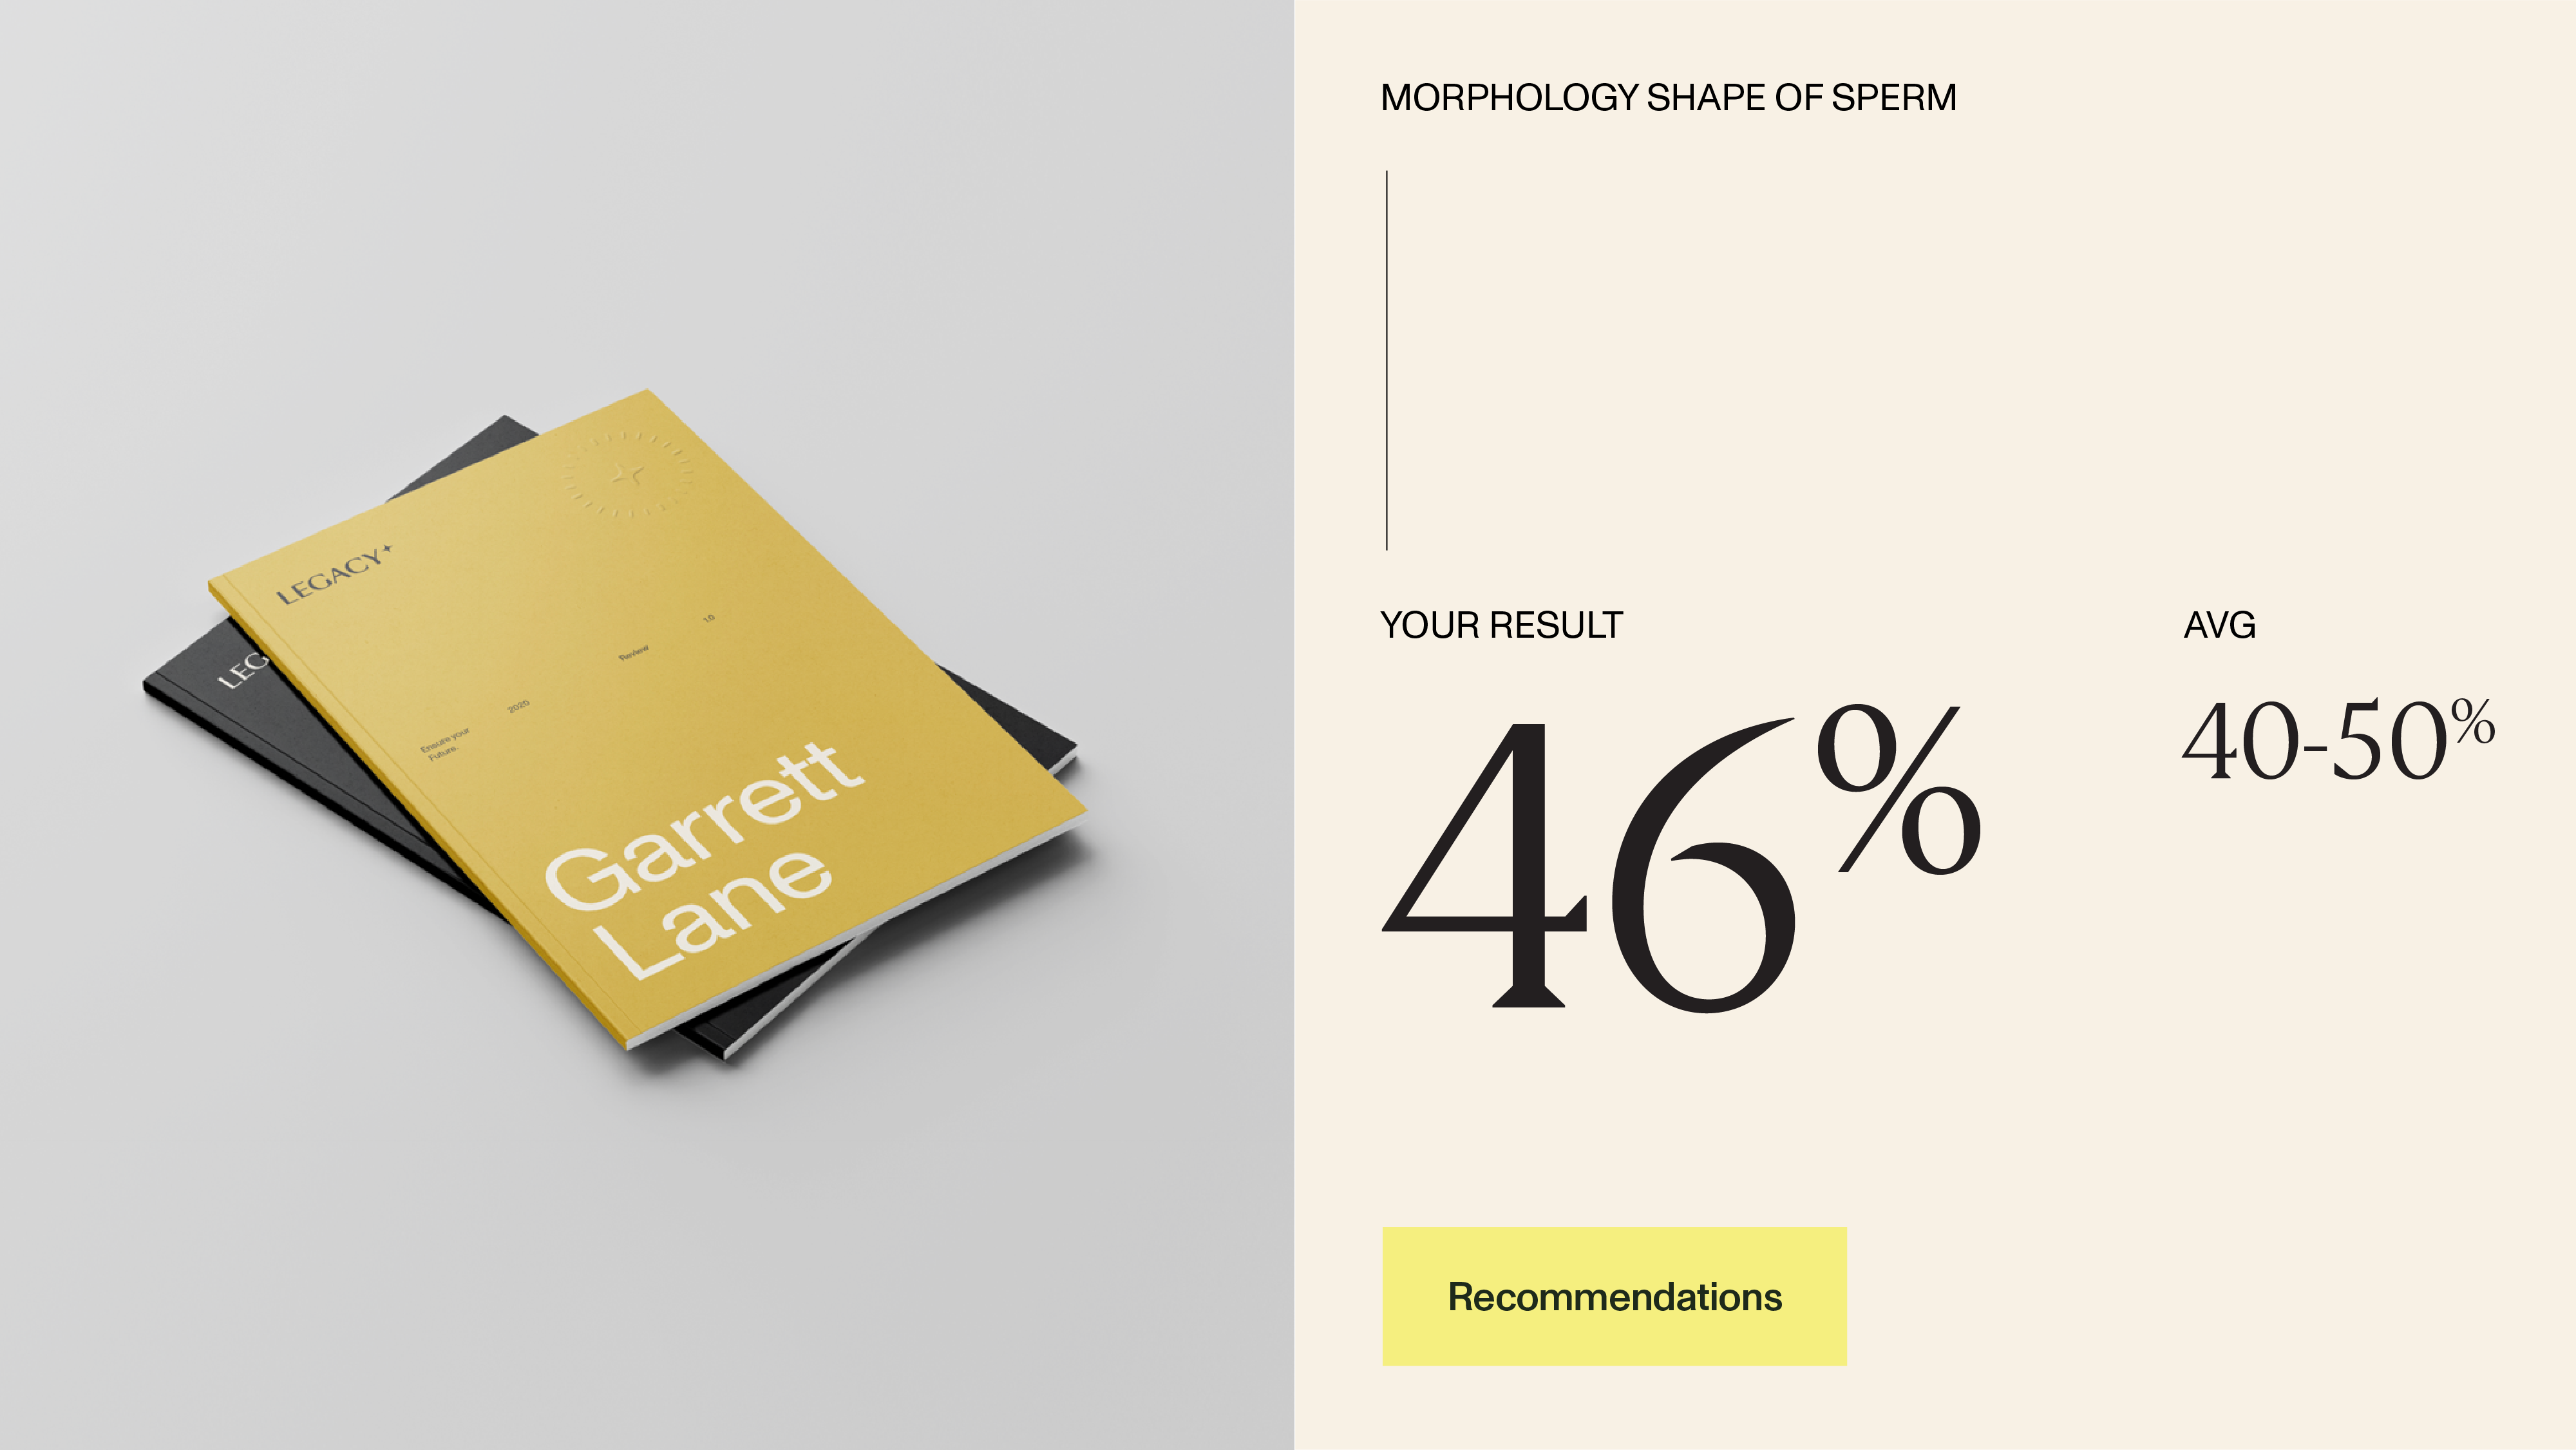 LEGACY
LEG
1.0
Review
2020
Ensure your
Future.
Garrett
Lane
MORPHOLOGY SHAPE OF SPERM
YOUR RESULT
AVG
46%
40-50%
Recommendations